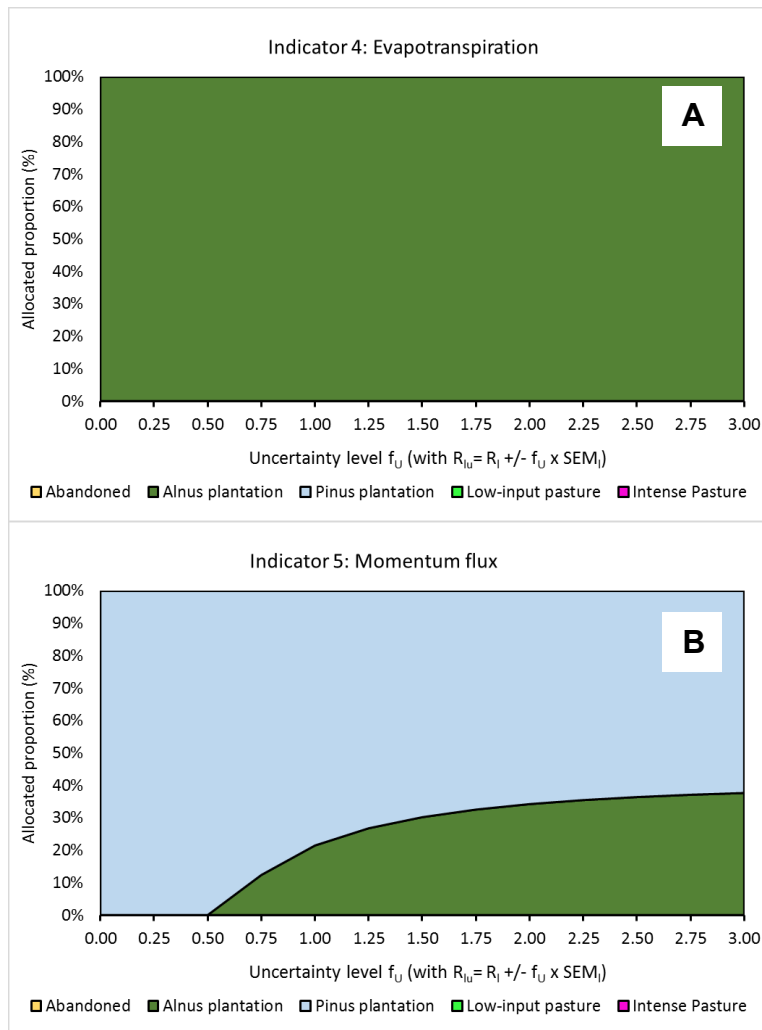 Indicator 4: Evapotranspiration
A
Allocated proportion (%)
100%
90%
80%
70%
60%
50%
40%
30%
20%
10%
0%
0.00 0.25 0.50 0.75 1.00 1.25 1.50 1.75 2.00 2.25 2.50 2.75 3.00
Uncertainty level fU (with Rlu= Rl +/- fU x SEMl)
Abandoned Alnus plantation Pinus plantation Low-input pasture Intense Pasture
Indicator 5: Momentum flux
B
Allocated proportion (%)
100%
90%
80%
70%
60%
50%
40%
30%
20%
10%
0%
0.00 0.25 0.50 0.75 1.00 1.25 1.50 1.75 2.00 2.25 2.50 2.75 3.00
Uncertainty level fU (with Rlu= Rl +/- fU x SEMl)
Abandoned Alnus plantation Pinus plantation Low-input pasture Intense Pasture